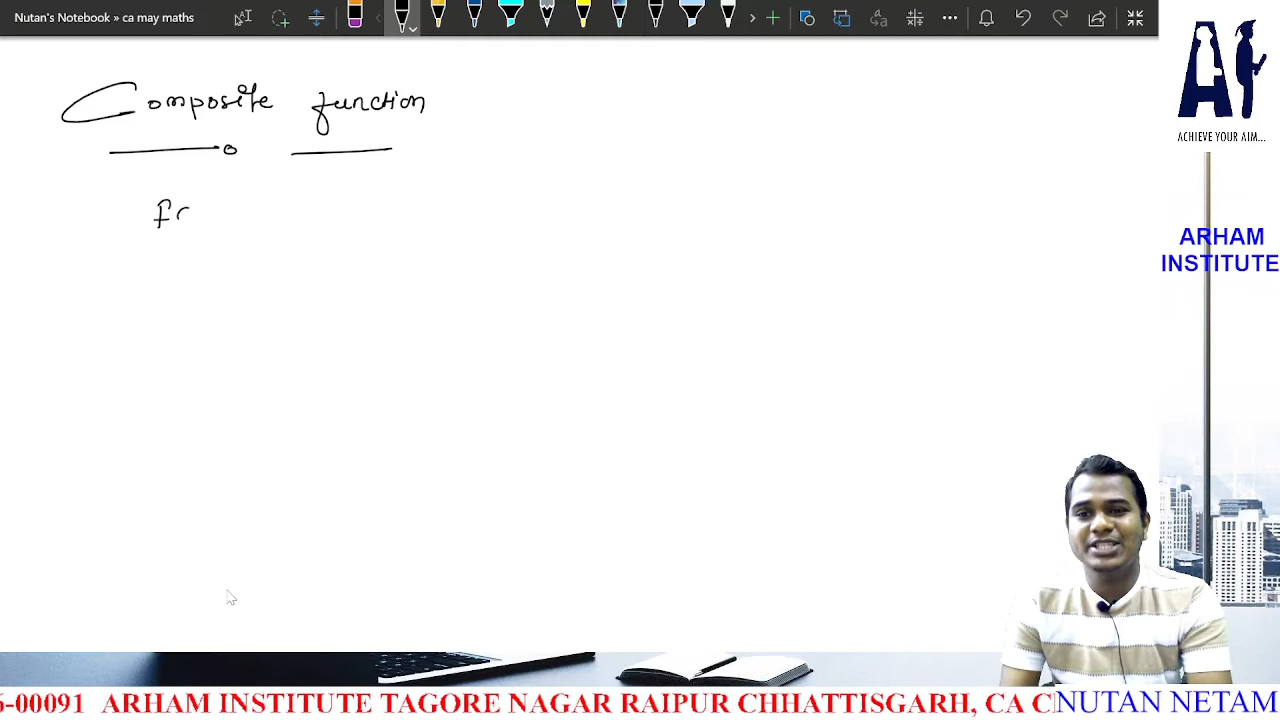 Nutan's Notebook » ca may maths
Composite function
ACHIEVE YOUR AIM...
ARHAM
INSTITUTE
6-00091 ARHAM INSTITUTE TAGORE NAGAR RAIPUR CHHATTISGARH, CA C
NUTAN NETAM